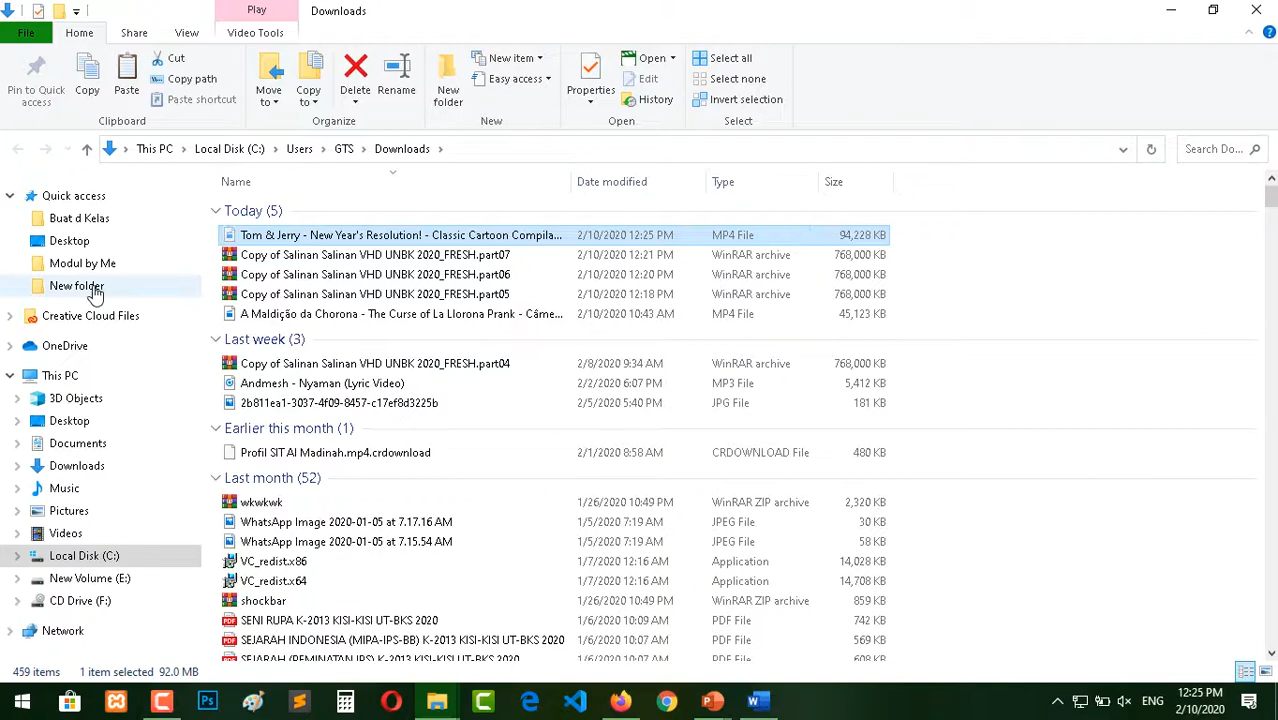 Play Downloads
File Home Share View Video Tools
Pin to Quick access Copy Paste Cut Copy path Paste shortcut Move to Copy to Delete Rename New folder New item Easy access Properties Open Edit History Select all Select none Invert selection
Clipboard Organize New Open Select
This PC Local Disk (C:) Users GTS Downloads Search Do...
Name Date modified Type Size
Quick access
Buat d Kelas
Desktop
Modul by Me
New folder
Creative Cloud Files
OneDrive
This PC
3D Objects
Desktop
Documents
Downloads
Music
Pictures
Videos
Local Disk (C:)
New Volume (E:)
CD Drive (F:)
Network
Today (5)
Tom & Jerry - New Year's Resolution! - Classic Cartoon Compila... 2/10/2020 12:25 PM MP4 File 94,228 KB
Copy of Salinan Salinan VHD UNBK 2020_FRESH.part07 2/10/2020 12:21 PM WinRAR archive 768,000 KB
Copy of Salinan Salinan VHD UNBK 2020_FRESH.part06 2/10/2020 12:20 PM WinRAR archive 768,000 KB
Copy of Salinan Salinan VHD UNBK 2020_FRESH.part05 2/10/2020 12:18 PM WinRAR archive 768,000 KB
A Maldição da Chorona - The Curse of La Llorona Prank - Câme... 2/10/2020 10:43 AM MP4 File 45,123 KB
Last week (3)
Copy of Salinan Salinan VHD UNBK 2020_FRESH.part04 2/8/2020 9:34 AM WinRAR archive 768,000 KB
Andmesh - Nyaman (Lyric Video) 2/2/2020 6:07 PM MP3 File 5,412 KB
2b811ea1-3037-4f09-8457-c17ef8d3225b 2/5/2020 5:40 PM JPG File 181 KB
Earlier this month (1)
Profil SIT Al Madinah.mp4.crdownload 2/1/2020 8:58 AM CRDOWNLOAD File 480 KB
Last month (52)
wkwkwk 1/26/2020 10:49 PM WinRAR ZIP archive 2,320 KB
WhatsApp Image 2020-01-05 at 7.17.16 AM 1/5/2020 7:19 AM JPEG File 30 KB
WhatsApp Image 2020-01-05 at 7.15.54 AM 1/5/2020 7:19 AM JPEG File 58 KB
VC_redist.x86 1/7/2020 12:16 AM Application 14,028 KB
VC_redist.x64 1/7/2020 12:16 AM Application 14,708 KB
shockbar 1/26/2020 10:49 PM WinRAR ZIP archive 859 KB
SENI RUPA K-2013 KISI-KISI UT-BKS 2020 1/6/2020 10:09 AM PDF File 742 KB
SEJARAH INDONESIA (MIPA-IPS-BB) K-2013 KISI-KISI UT-BKS 2020 1/6/2020 10:07 AM PDF File 569 KB
SEJARAH (PEMINATAN IPS) K-2013 KISI-KISI UT-BKS 2020 1/6/2020 10:07 AM PDF File 608 KB
459 items 1 item selected 92.0 MB
ENG 12:25 PM
2/10/2020